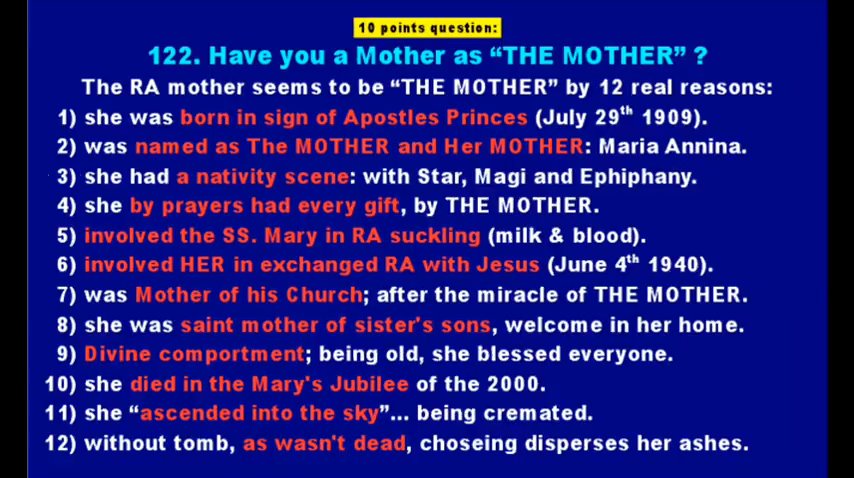 10 points question:
122. Have you a Mother as “THE MOTHER” ?
The RA mother seems to be “THE MOTHER” by 12 real reasons:
1) she was born in sign of Apostles Princes (July 29th 1909).
2) was named as The MOTHER and Her MOTHER: Maria Annina.
3) she had a nativity scene: with Star, Magi and Ephiphany.
4) she by prayers had every gift, by THE MOTHER.
5) involved the SS. Mary in RA suckling (milk & blood).
6) involved HER in exchanged RA with Jesus (June 4th 1940).
7) was Mother of his Church; after the miracle of THE MOTHER.
8) she was saint mother of sister's sons, welcome in her home.
9) Divine comportment; being old, she blessed everyone.
10) she died in the Mary's Jubilee of the 2000.
11) she “ascended into the sky”... being cremated.
12) without tomb, as wasn't dead, choseing disperses her ashes.